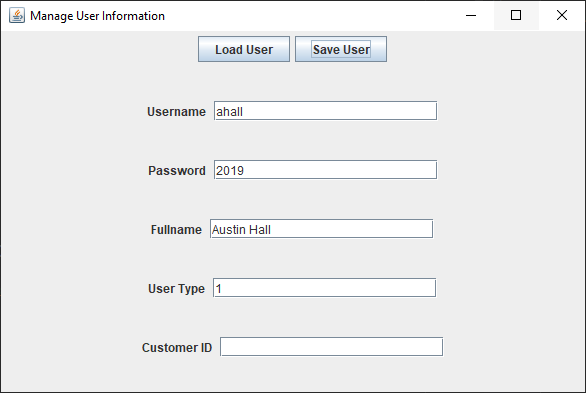 Manage User Information
Load User Save User
Username ahall
Password 2019
Fullname Austin Hall
User Type 1
Customer ID